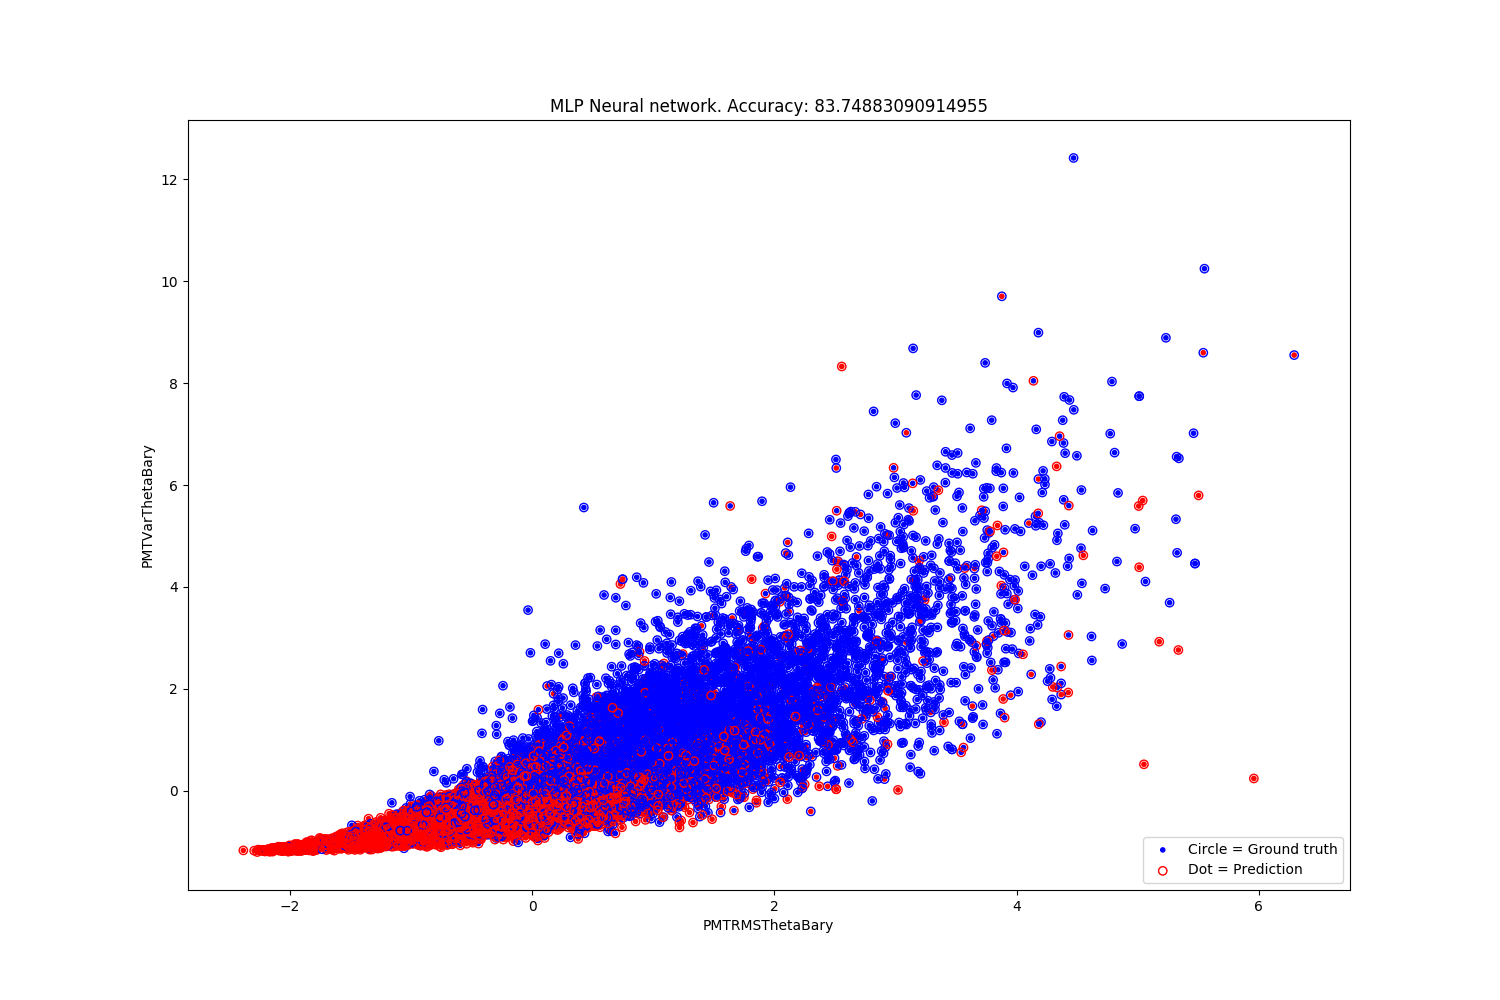 MLP Neural network. Accuracy: 83.74883090914955
12
10
8
6
4
2
0
PMTVarThetaBary
−2
0
2
4
6
PMTRMSThetaBary
Circle = Ground truth
Dot = Prediction